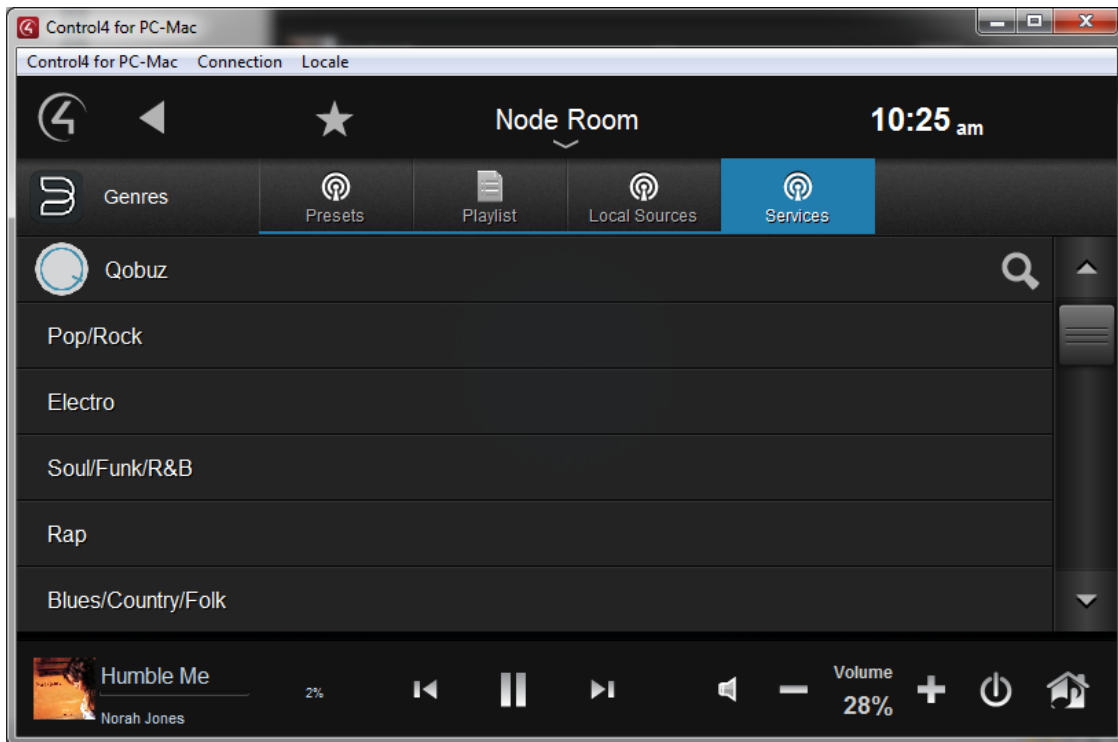 Control4 for PC-Mac
Control4 for PC-Mac Connection Locale
Node Room
10:25 am
Genres
Presets
Playlist
Local Sources
Services
Qobuz
Pop/Rock
Electro
Soul/Funk/R&B
Rap
Blues/Country/Folk
Humble Me
Norah Jones
2%
Volume
28%